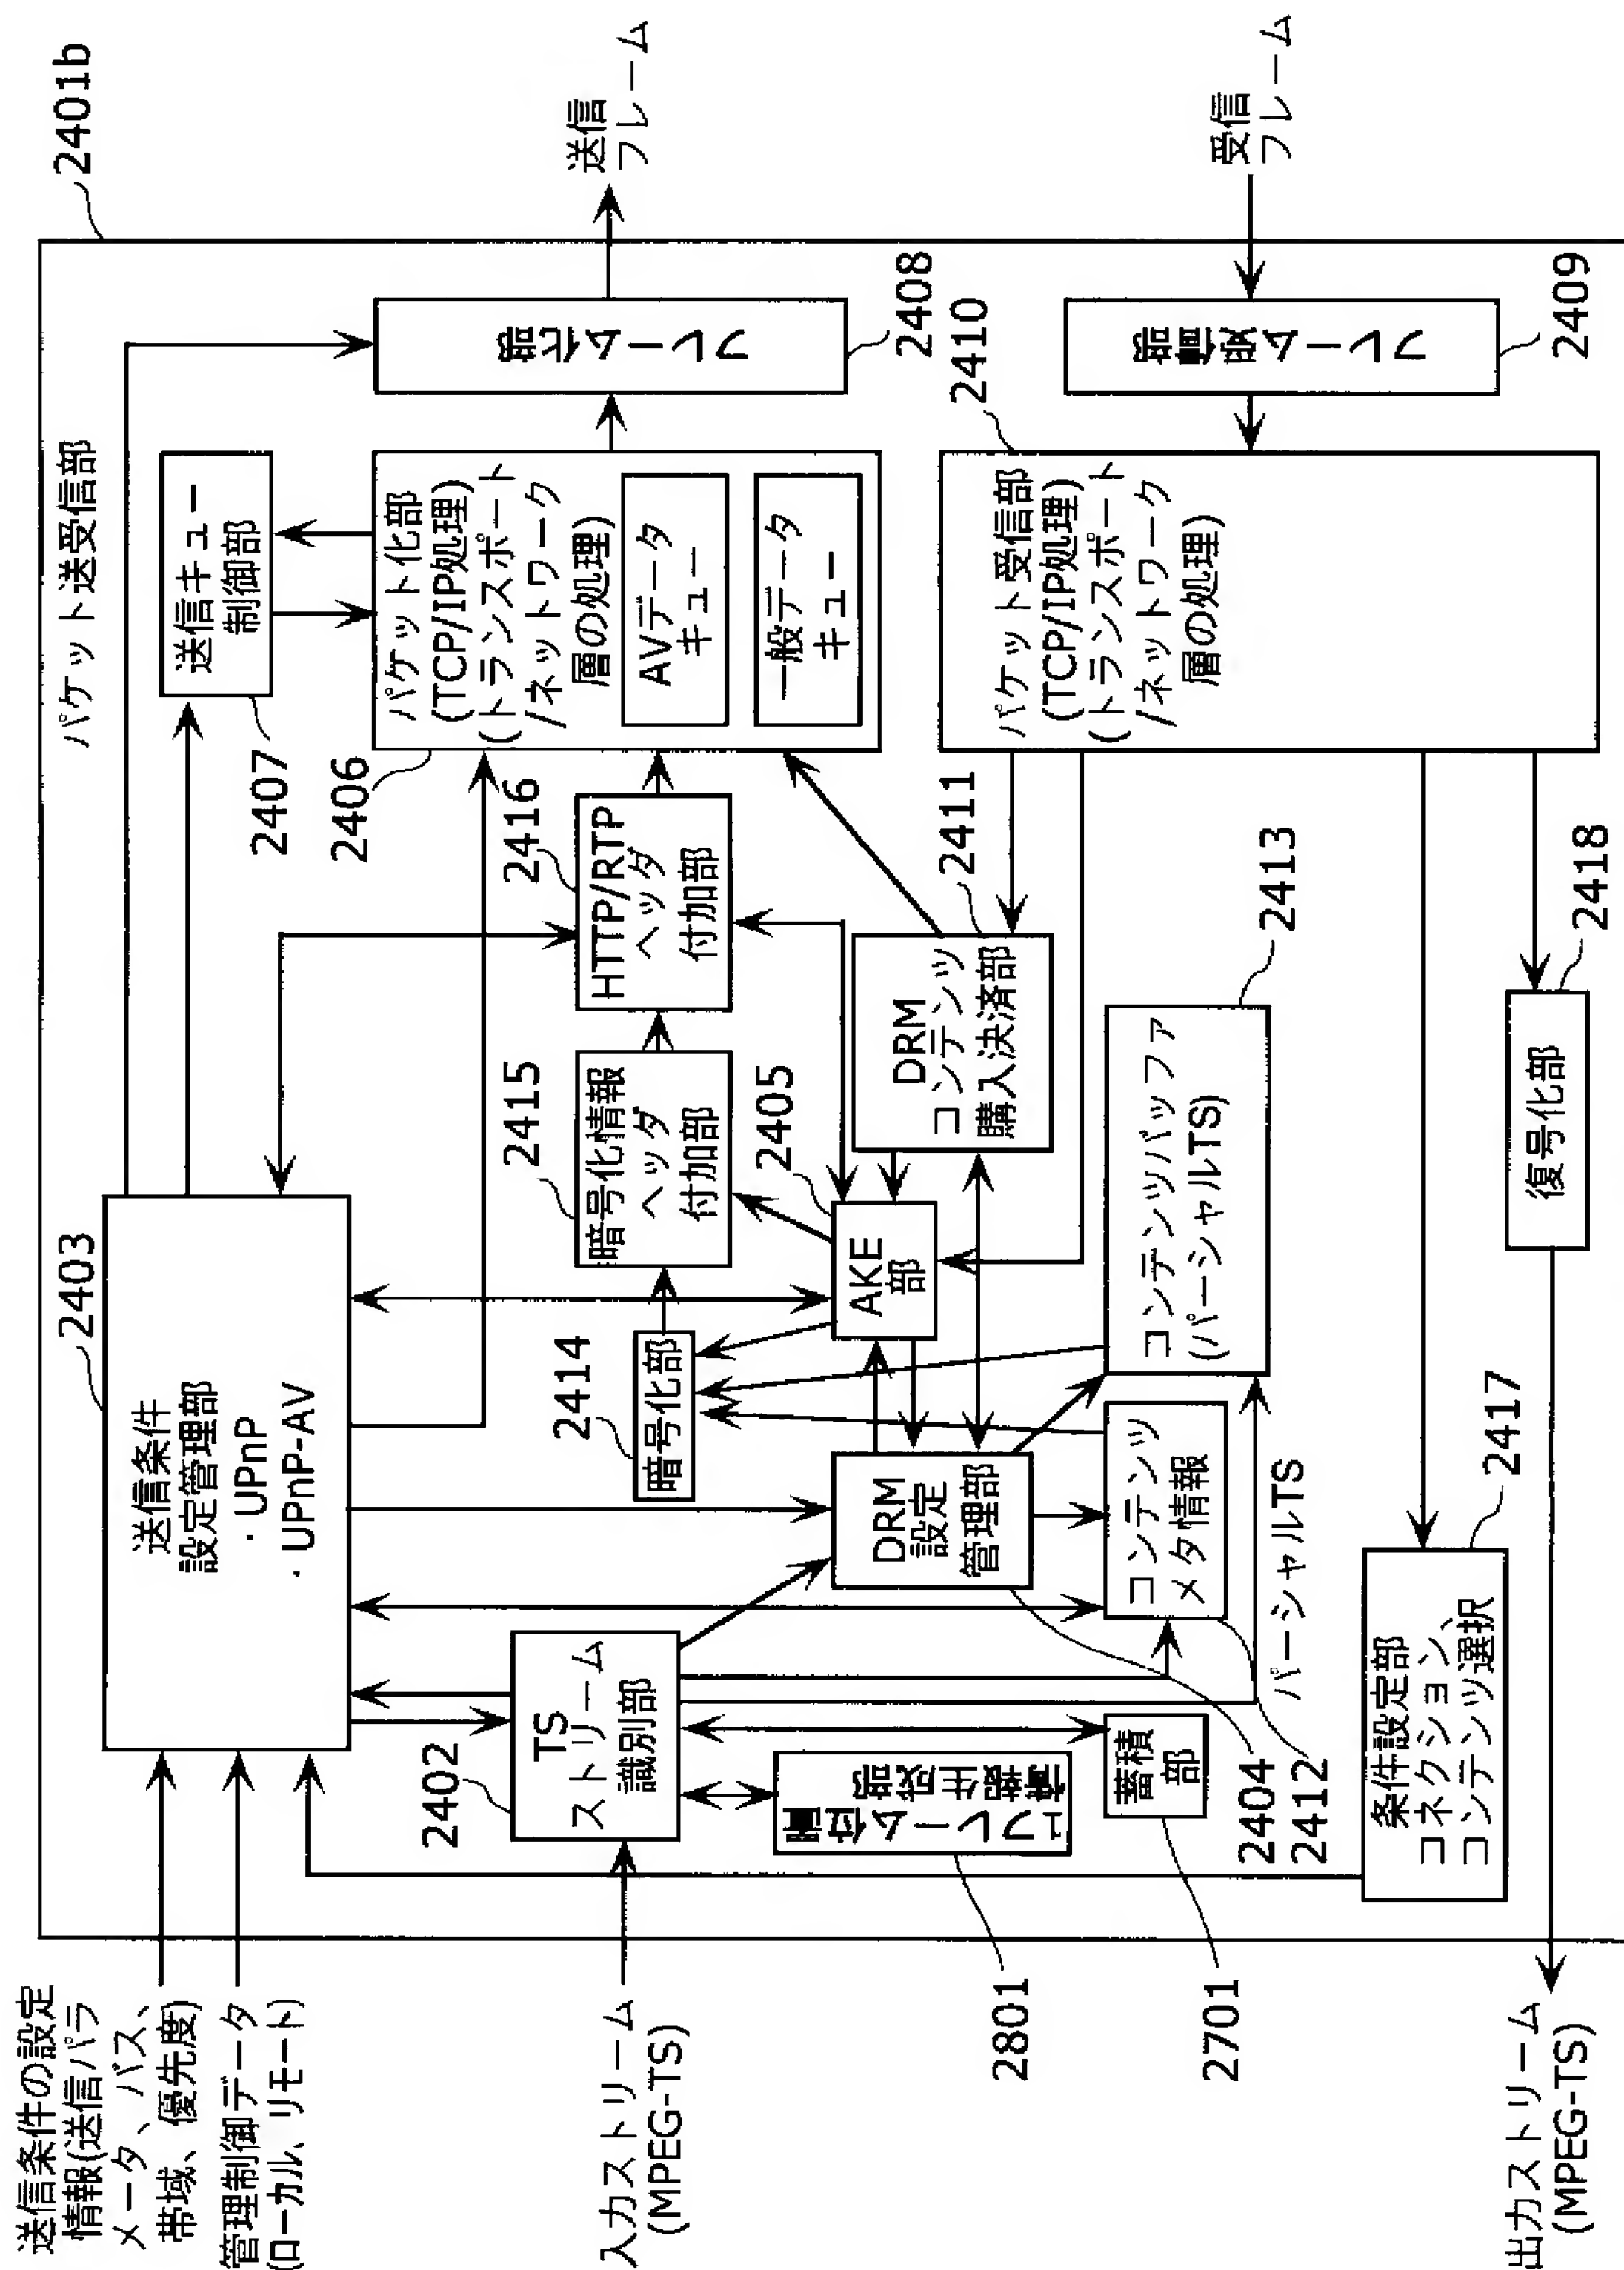 2401b
パケット送受信部
送信条件の設定
情報(送信パラ
メータ、バス、
帯域、優先度)
管理制御データ
(ローカル、リモート)
2403
送信条件
設定管理部
・UPnP
・UPnP-AV
送信キュー
制御部
2407
2406
パケット化部
(TCP/IP処理)
(トランスポート
/ネットワーク
層の処理)
AVデータ
キュー
一般データ
キュー
フレーム化部
2408
送信
フレーム
入力ストリーム
(MPEG-TS)
2402
TS
ストリーム
識別部
2414
暗号化部
2415
暗号化情報
ヘッダ
付加部
2416
HTTP/RTP
ヘッダ
付加部
2405
AKE
部
2411
DRM
コンテンツ
購入決済部
DRM
設定
管理部
2404
Iフレーム位置
情報生成部
2801
蓄積
部
2701
コンテンツ
メタ情報
2412
パーシャルTS
コンテンツバッファ
(パーシャルTS)
2413
2410
パケット受信部
(TCP/IP処理)
(トランスポート
/ネットワーク
層の処理)
フレーム受信部
2409
受信
フレーム
条件設定部
コネクション、
コンテンツ選択
2417
復号化部
2418
出力ストリーム
(MPEG-TS)